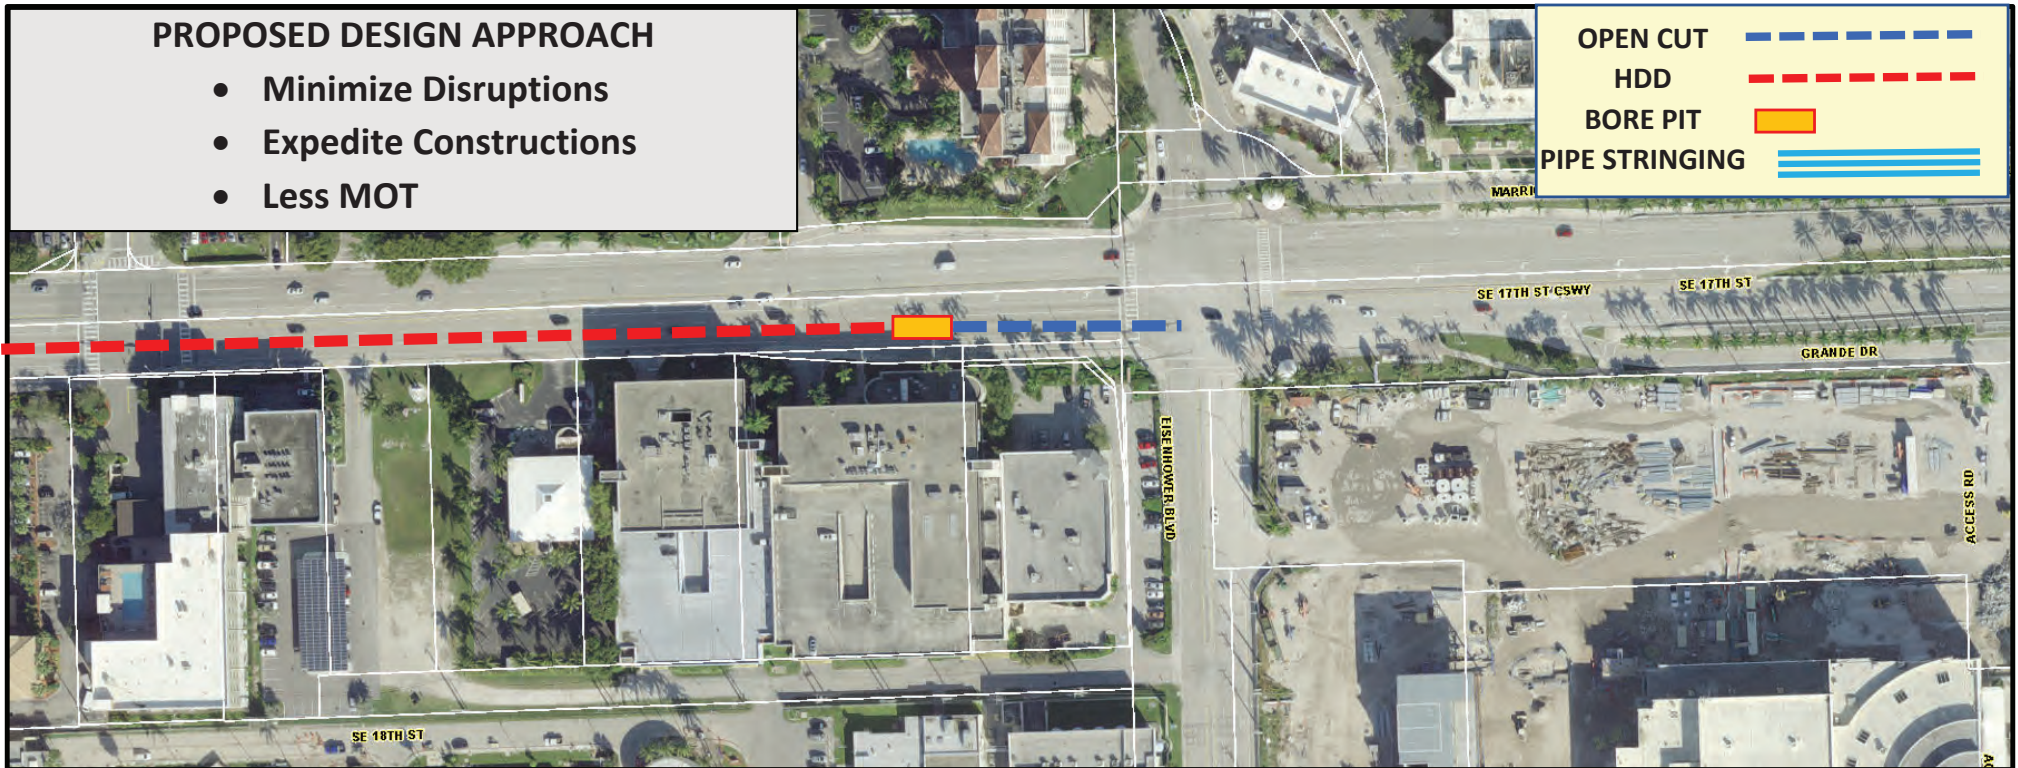 PROPOSED DESIGN APPROACH
• Minimize Disruptions
• Expedite Constructions
• Less MOT
OPEN CUT
HDD
BORE PIT
PIPE STRINGING
SE 17TH ST CSWY
SE 17TH ST
GRANDE DR
EISENHOWER BLVD
ACCESS RD
SE 18TH ST